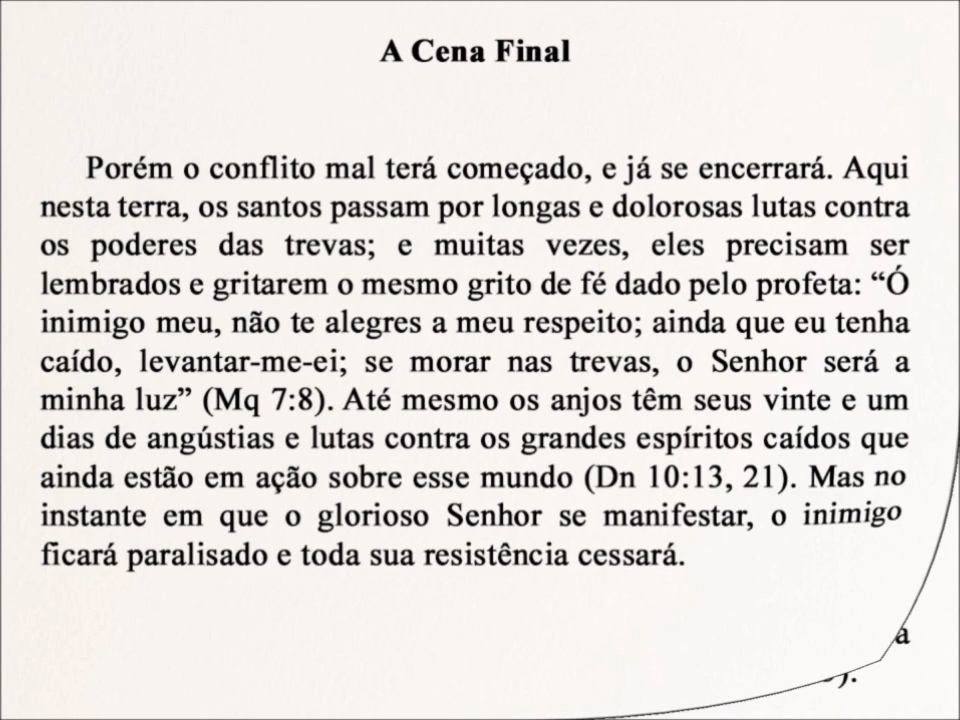 A Cena Final
Porém o conflito mal terá começado, e já se encerrará. Aqui
nesta terra, os santos passam por longas e dolorosas lutas contra
os poderes das trevas; e muitas vezes, eles precisam ser
lembrados e gritarem o mesmo grito de fé dado pelo profeta: “Ó
inimigo meu, não te alegres a meu respeito; ainda que eu tenha
caído, levantar-me-ei; se morar nas trevas, o Senhor será a
minha luz” (Mq 7:8). Até mesmo os anjos têm seus vinte e um
dias de angústias e lutas contra os grandes espíritos caídos que
ainda estão em ação sobre esse mundo (Dn 10:13, 21). Mas no
instante em que o glorioso Senhor se manifestar, o inimigo
ficará paralisado e toda sua resistência cessará.
a
).